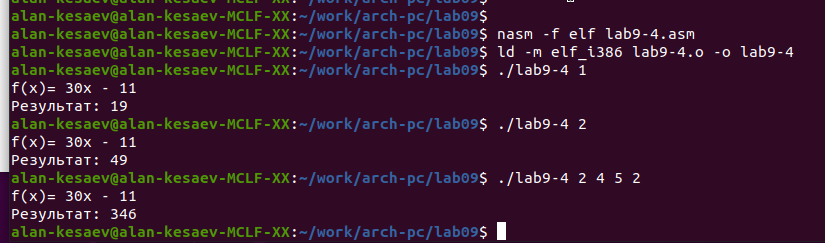 alan-kesaev@alan-kesaev-MCLF-XX:~/work/arch-pc/lab09$
alan-kesaev@alan-kesaev-MCLF-XX:~/work/arch-pc/lab09$ nasm -f elf lab9-4.asm
alan-kesaev@alan-kesaev-MCLF-XX:~/work/arch-pc/lab09$ ld -m elf_i386 lab9-4.o -o lab9-4
alan-kesaev@alan-kesaev-MCLF-XX:~/work/arch-pc/lab09$ ./lab9-4 1
f(x)= 30x - 11
Результат: 19
alan-kesaev@alan-kesaev-MCLF-XX:~/work/arch-pc/lab09$ ./lab9-4 2
f(x)= 30x - 11
Результат: 49
alan-kesaev@alan-kesaev-MCLF-XX:~/work/arch-pc/lab09$ ./lab9-4 2 4 5 2
f(x)= 30x - 11
Результат: 346
alan-kesaev@alan-kesaev-MCLF-XX:~/work/arch-pc/lab09$